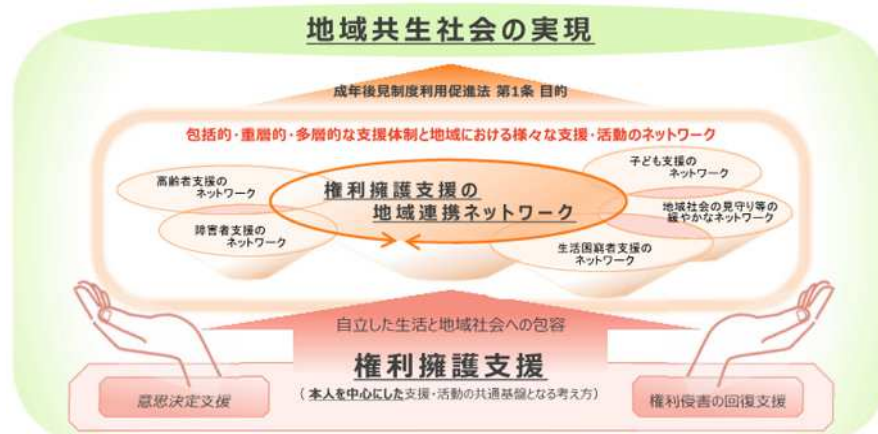 地域共生社会の実現
成年後見制度利用促進法 第1条 目的
包括的・重層的・多層的な支援体制と地域における様々な支援・活動のネットワーク
高齢者支援の
ネットワーク
障害者支援の
ネットワーク
権利擁護支援の
地域連携ネットワーク
子ども支援の
ネットワーク
地域社会の見守り等の
緩やかなネットワーク
生活困窮者支援の
ネットワーク
自立した生活と地域社会への包容
権利擁護支援
(本人を中心にした支援・活動の共通基盤となる考え方)
意思決定支援
権利侵害の回復支援